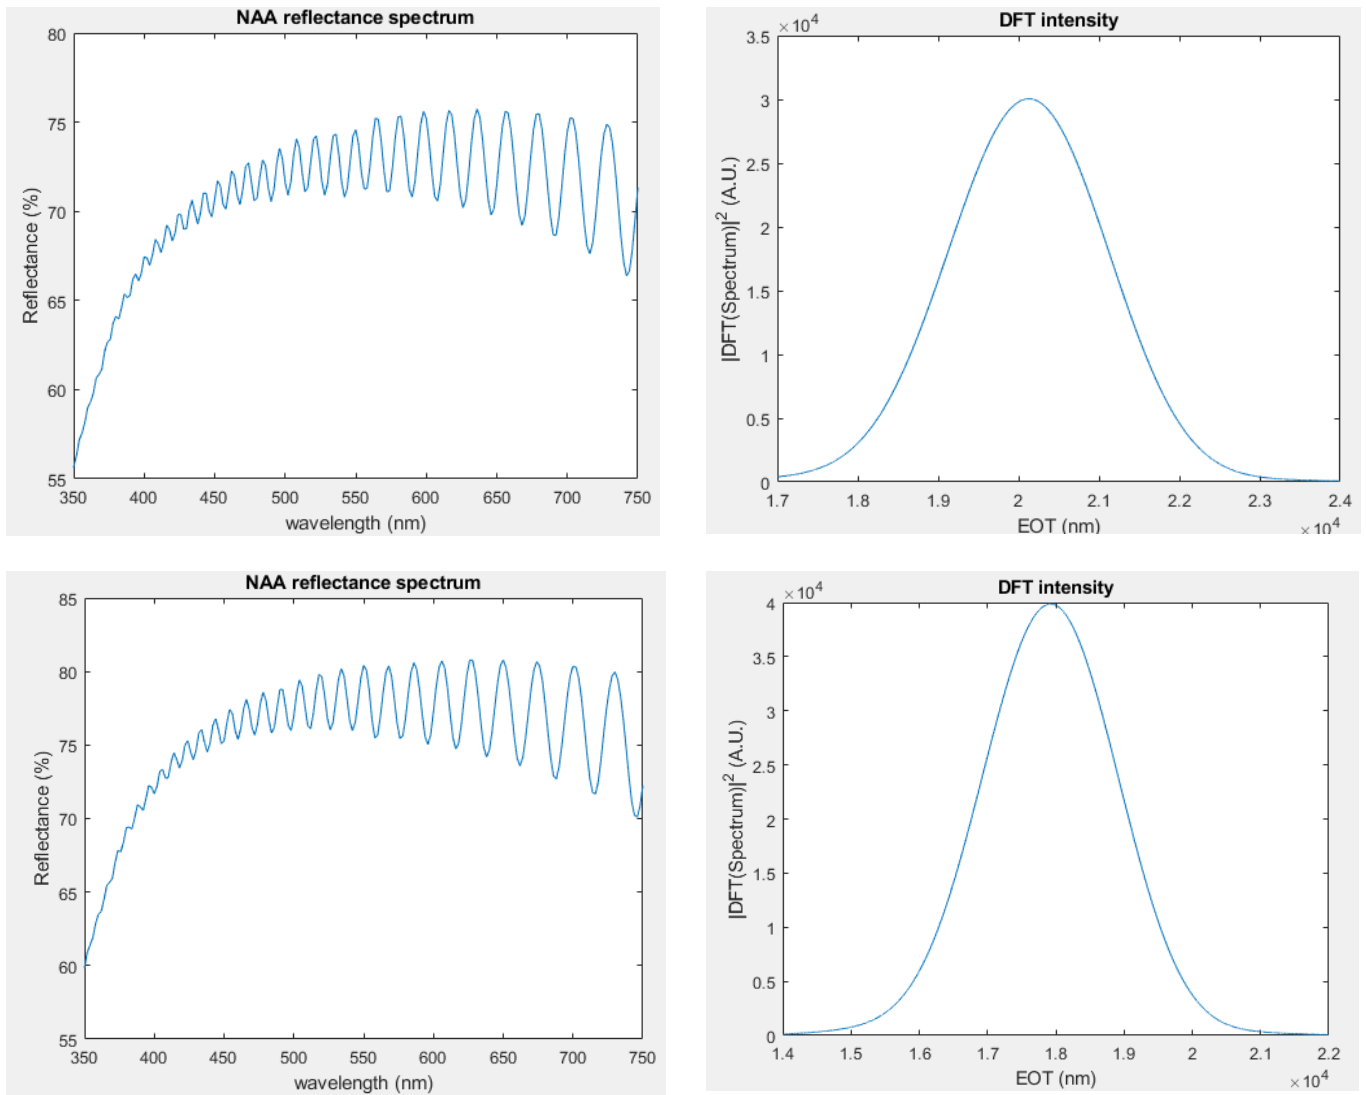 NAA reflectance spectrum
80
75
70
65
60
55
Reflectance (%)
350 400 450 500 550 600 650 700 750
wavelength (nm)
DFT intensity
×10^4
3.5
3
2.5
2
1.5
1
0.5
0
|DFT(Spectrum)|^2 (A.U.)
1.7 1.8 1.9 2 2.1 2.2 2.3 2.4
EOT (nm)
×10^4
NAA reflectance spectrum
85
80
75
70
65
60
55
Reflectance (%)
350 400 450 500 550 600 650 700 750
wavelength (nm)
DFT intensity
×10^4
4
3.5
3
2.5
2
1.5
1
0.5
0
|DFT(Spectrum)|^2 (A.U.)
1.4 1.5 1.6 1.7 1.8 1.9 2 2.1 2.2
EOT (nm)
×10^4